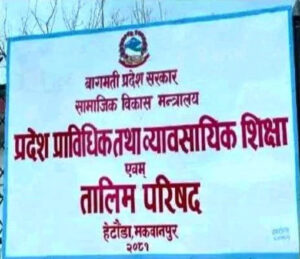 बागमती प्रदेश सरकार
सामाजिक विकास मन्त्रालय
प्रदेश प्राविधिक तथा व्यावसायिक शिक्षा
एवम्
तालिम परिषद
हेटौंडा, मकवानपुर
२०८१